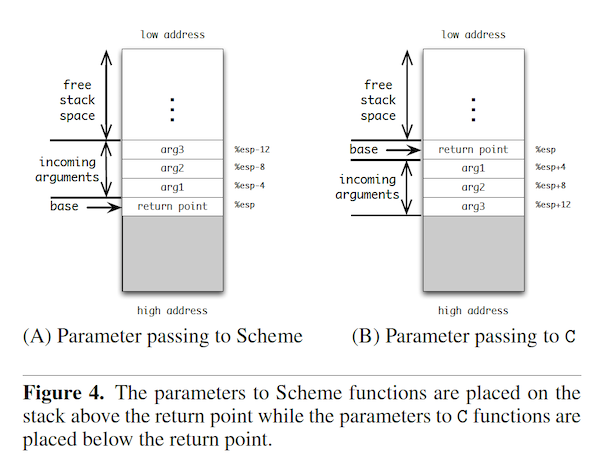 low address
free
stack
space
arg3 %esp-12
incoming
arguments
arg2 %esp-8
arg1 %esp-4
base return point %esp
high address
(A) Parameter passing to Scheme
low address
free
stack
space
base return point %esp
arg1 %esp+4
incoming
arguments
arg2 %esp+8
arg3 %esp+12
high address
(B) Parameter passing to C
Figure 4. The parameters to Scheme functions are placed on the
stack above the return point while the parameters to C functions are
placed below the return point.